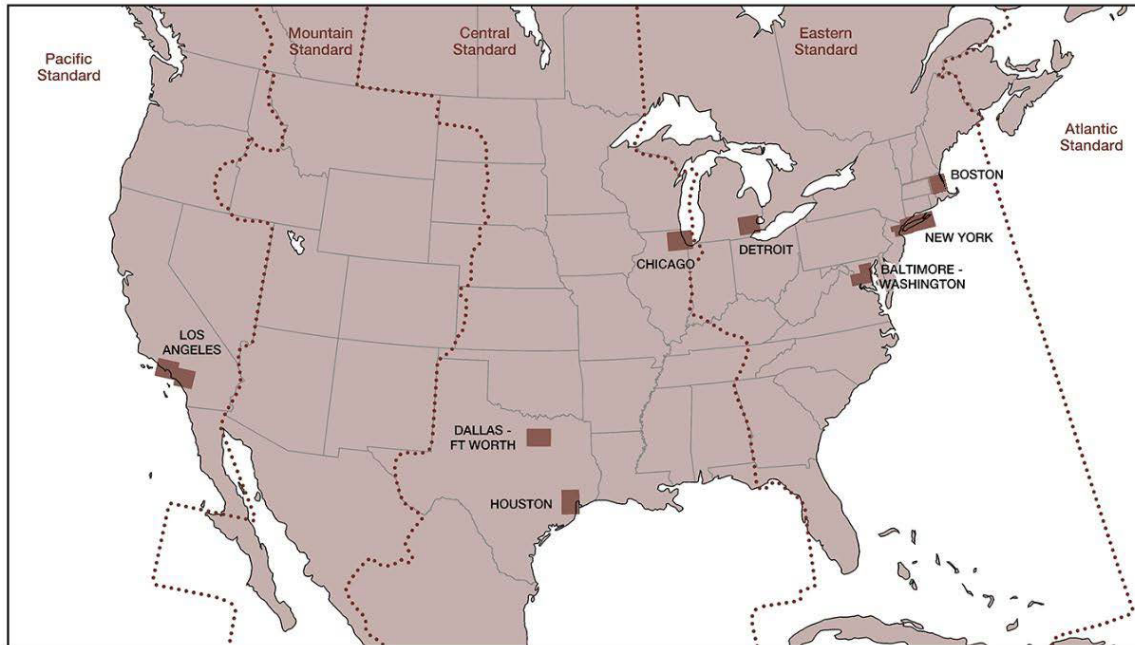 Pacific
Standard
Mountain
Standard
Central
Standard
Eastern
Standard
Atlantic
Standard
BOSTON
NEW YORK
DETROIT
CHICAGO
BALTIMORE -
WASHINGTON
LOS
ANGELES
DALLAS -
FT WORTH
HOUSTON